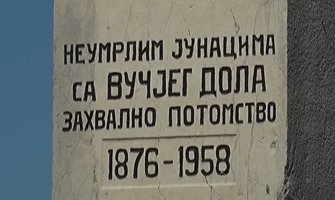 НЕУМРЛИМ ЈУНАЦИМА
СА ВУЧЈЕГ ДОЛА
ЗАХВАЛНО ПОТОМСТВО
1876-1958